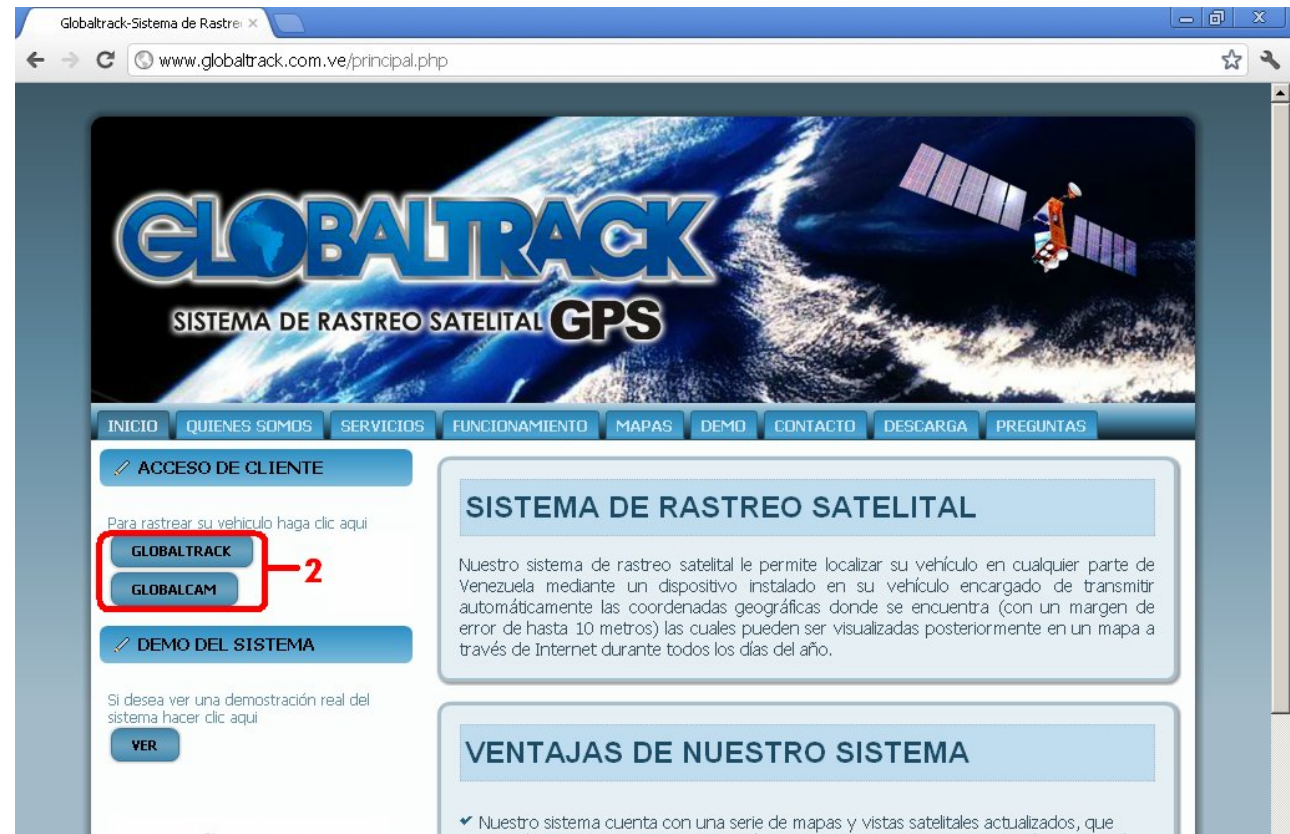 Globaltrack-Sistema de Rastre
www.globaltrack.com.ve/principal.php
GLOBALTRACK
SISTEMA DE RASTREO SATELITAL GPS
INICIO QUIENES SOMOS SERVICIOS FUNCIONAMIENTO MAPAS DEMO CONTACTO DESCARGA PREGUNTAS
ACCESO DE CLIENTE
Para rastrear su vehiculo haga clic aqui
GLOBALTRACK
GLOBALCAM
2
DEMO DEL SISTEMA
Si desea ver una demostración real del
sistema hacer clic aqui
VER
SISTEMA DE RASTREO SATELITAL
Nuestro sistema de rastreo satelital le permite localizar su vehículo en cualquier parte de
Venezuela mediante un dispositivo instalado en su vehículo encargado de transmitir
automáticamente las coordenadas geográficas donde se encuentra (con un margen de
error de hasta 10 metros) las cuales pueden ser visualizadas posteriormente en un mapa a
través de Internet durante todos los días del año.
VENTAJAS DE NUESTRO SISTEMA
Nuestro sistema cuenta con una serie de mapas y vistas satelitales actualizados, que